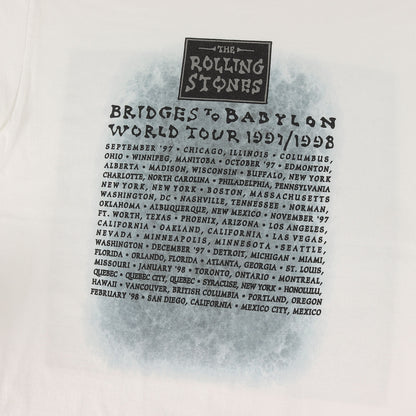 THE
ROLLING
STONES
BRIDGES TO BABYLON
WORLD TOUR 1997/1998
SEPTEMBER '97 • CHICAGO, ILLINOIS • COLUMBUS,
OHIO • WINNIPEG, MANITOBA • OCTOBER '97 • EDMONTON,
ALBERTA • MADISON, WISCONSIN • BUFFALO, NEW YORK
CHARLOTTE, NORTH CAROLINA • PHILADELPHIA, PENNSYLVANIA
NEW YORK, NEW YORK • BOSTON, MASSACHUSETTS
WASHINGTON, DC • NASHVILLE, TENNESSEE • NORMAN,
OKLAHOMA • ALBUQUERQUE, NEW MEXICO • NOVEMBER '97
FT. WORTH, TEXAS • PHOENIX, ARIZONA • LOS ANGELES,
CALIFORNIA • OAKLAND, CALIFORNIA • LAS VEGAS,
NEVADA • MINNEAPOLIS, MINNESOTA • SEATTLE,
WASHINGTON • DECEMBER '97 • DETROIT, MICHIGAN • MIAMI,
FLORIDA • ORLANDO, FLORIDA • ATLANTA, GEORGIA • ST. LOUIS,
MISSOURI • JANUARY '98 • TORONTO, ONTARIO • MONTREAL,
QUEBEC • QUEBEC CITY, QUEBEC • SYRACUSE, NEW YORK • HONOLULU,
HAWAII • VANCOUVER, BRITISH COLUMBIA • PORTLAND, OREGON
FEBRUARY '98 • SAN DIEGO, CALIFORNIA • MEXICO CITY, MEXICO